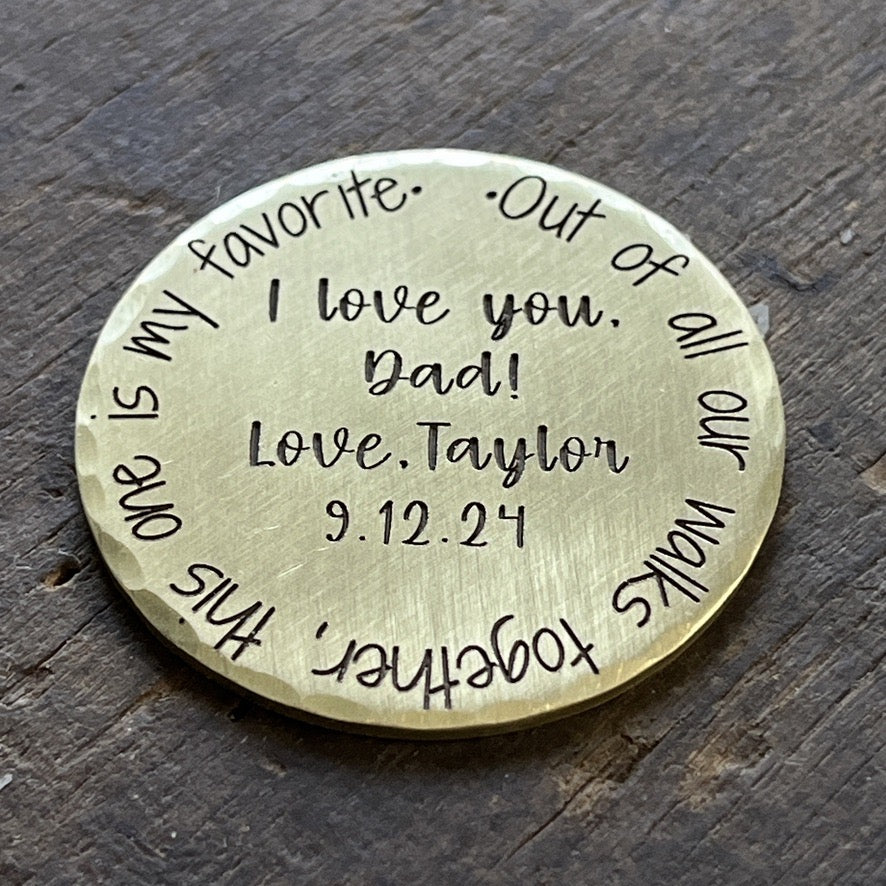 ·Out of all our walks together, this one is my favorite·
I love you,
Dad!
Love, Taylor
9.12.24